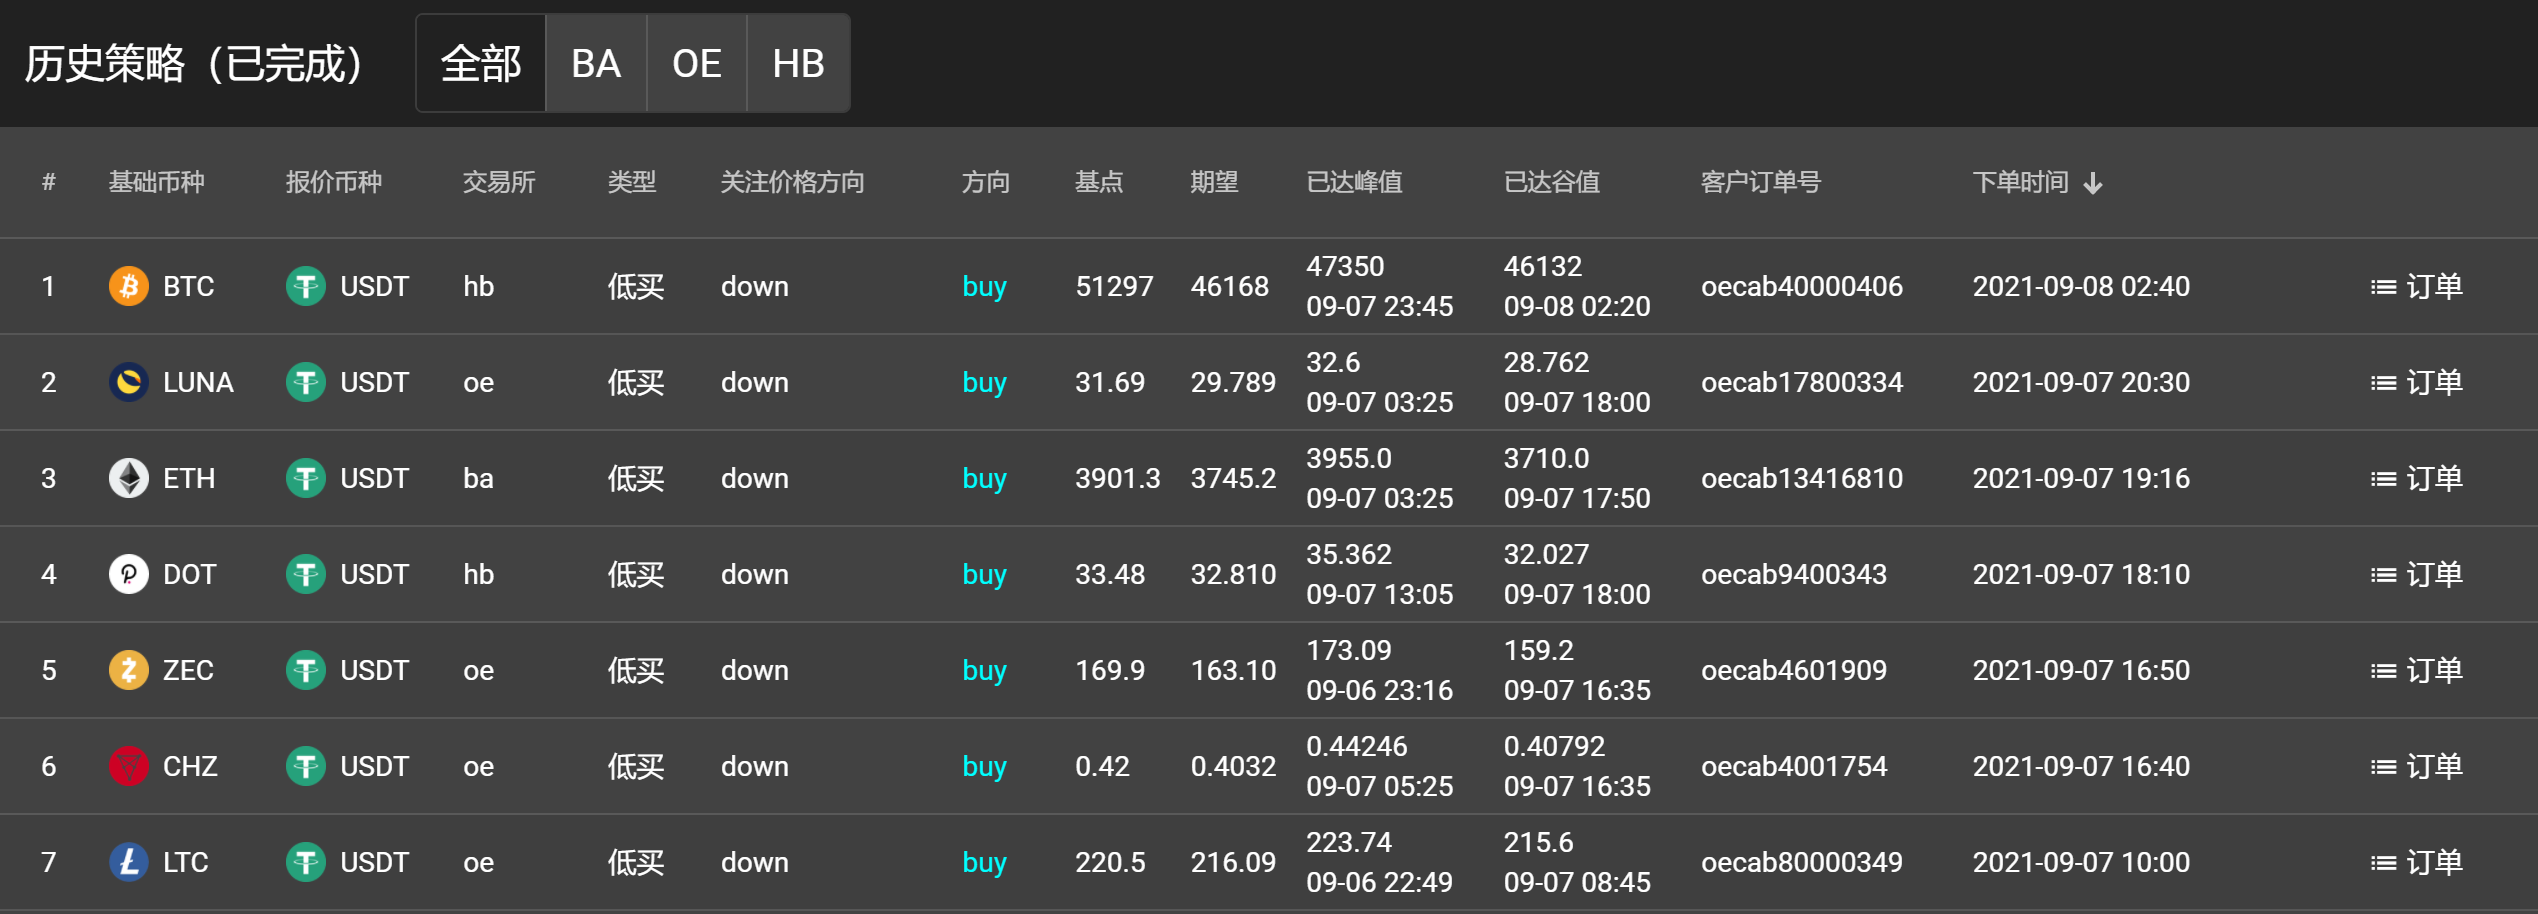 历史策略（已完成） 全部 BA OE HB
# 基础币种 报价币种 交易所 类型 关注价格方向 方向 基点 期望 已达峰值 已达谷值 客户订单号 下单时间
1 BTC USDT hb 低买 down buy 51297 46168 47350 09-07 23:45 46132 09-08 02:20 oecab40000406 2021-09-08 02:40 订单
2 LUNA USDT oe 低买 down buy 31.69 29.789 32.6 09-07 03:25 28.762 09-07 18:00 oecab17800334 2021-09-07 20:30 订单
3 ETH USDT ba 低买 down buy 3901.3 3745.2 3955.0 09-07 03:25 3710.0 09-07 17:50 oecab13416810 2021-09-07 19:16 订单
4 DOT USDT hb 低买 down buy 33.48 32.810 35.362 09-07 13:05 32.027 09-07 18:00 oecab9400343 2021-09-07 18:10 订单
5 ZEC USDT oe 低买 down buy 169.9 163.10 173.09 09-06 23:16 159.2 09-07 16:35 oecab4601909 2021-09-07 16:50 订单
6 CHZ USDT oe 低买 down buy 0.42 0.4032 0.44246 09-07 05:25 0.40792 09-07 16:35 oecab4001754 2021-09-07 16:40 订单
7 LTC USDT oe 低买 down buy 220.5 216.09 223.74 09-06 22:49 215.6 09-07 08:45 oecab80000349 2021-09-07 10:00 订单